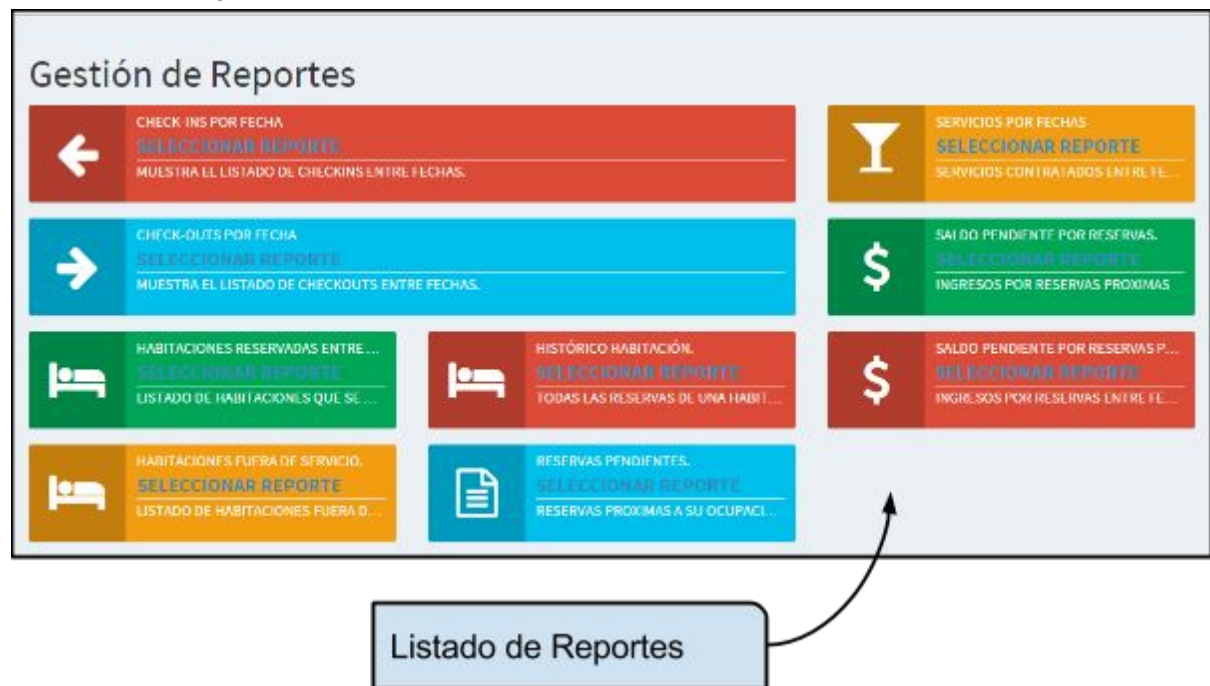 Gestión de Reportes
CHECK-INS POR FECHA
SELECCIONAR REPORTE
MUESTRA EL LISTADO DE CHECKINS ENTRE FECHAS.
SERVICIOS POR FECHAS
SELECCIONAR REPORTE
SERVICIOS CONTRATADOS ENTRE FE...
CHECK-OUTS POR FECHA
SELECCIONAR REPORTE
MUESTRA EL LISTADO DE CHECKOUTS ENTRE FECHAS.
SALDO PENDIENTE POR RESERVAS.
SELECCIONAR REPORTE
INGRESOS POR RESERVAS PROXIMAS
HABITACIONES RESERVADAS ENTRE ...
SELECCIONAR REPORTE
LISTADO DE HABITACIONES QUE SE ...
HISTÓRICO HABITACIÓN.
SELECCIONAR REPORTE
TODAS LAS RESERVAS DE UNA HABIT...
SALDO PENDIENTE POR RESERVAS P...
SELECCIONAR REPORTE
INGRESOS POR RESERVAS ENTRE FE...
HABITACIONES FUERA DE SERVICIO.
SELECCIONAR REPORTE
LISTADO DE HABITACIONES FUERA D...
RESERVAS PENDIENTES.
SELECCIONAR REPORTE
RESERVAS PROXIMAS A SU OCUPACI...
Listado de Reportes